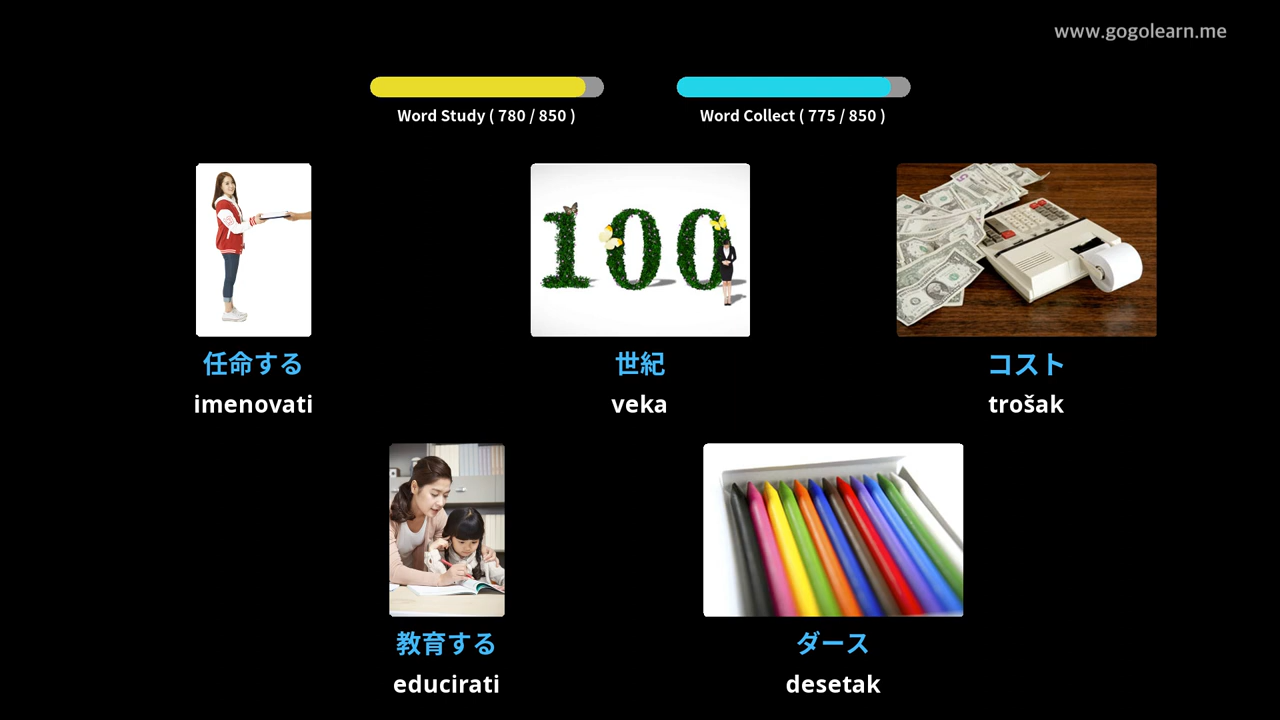 www.gogolearn.me
Word Study ( 780 / 850 )
Word Collect ( 775 / 850 )
任命する
imenovati
100
世紀
veka
コスト
trošak
教育する
educirati
ダース
desetak